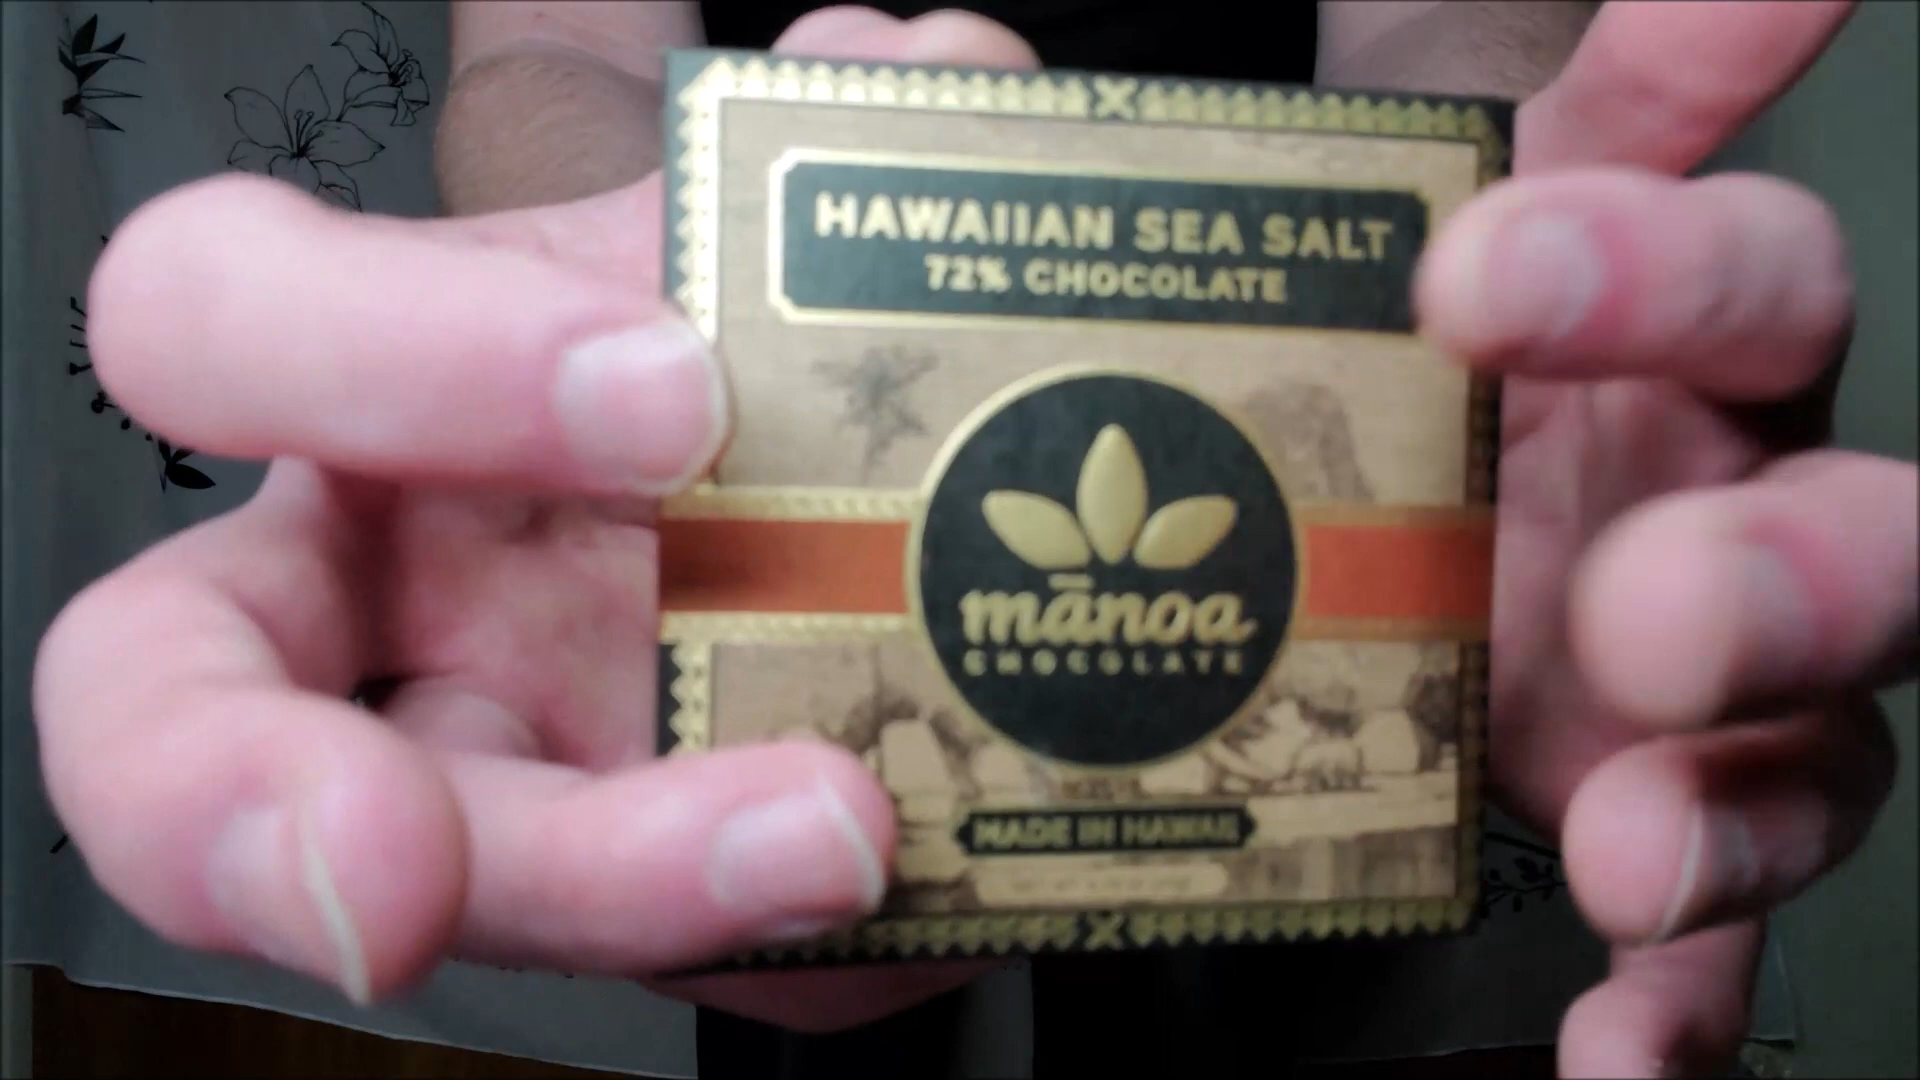 HAWAIIAN SEA SALT
72% CHOCOLATE
mānoa
CHOCOLATE
MADE IN HAWAII